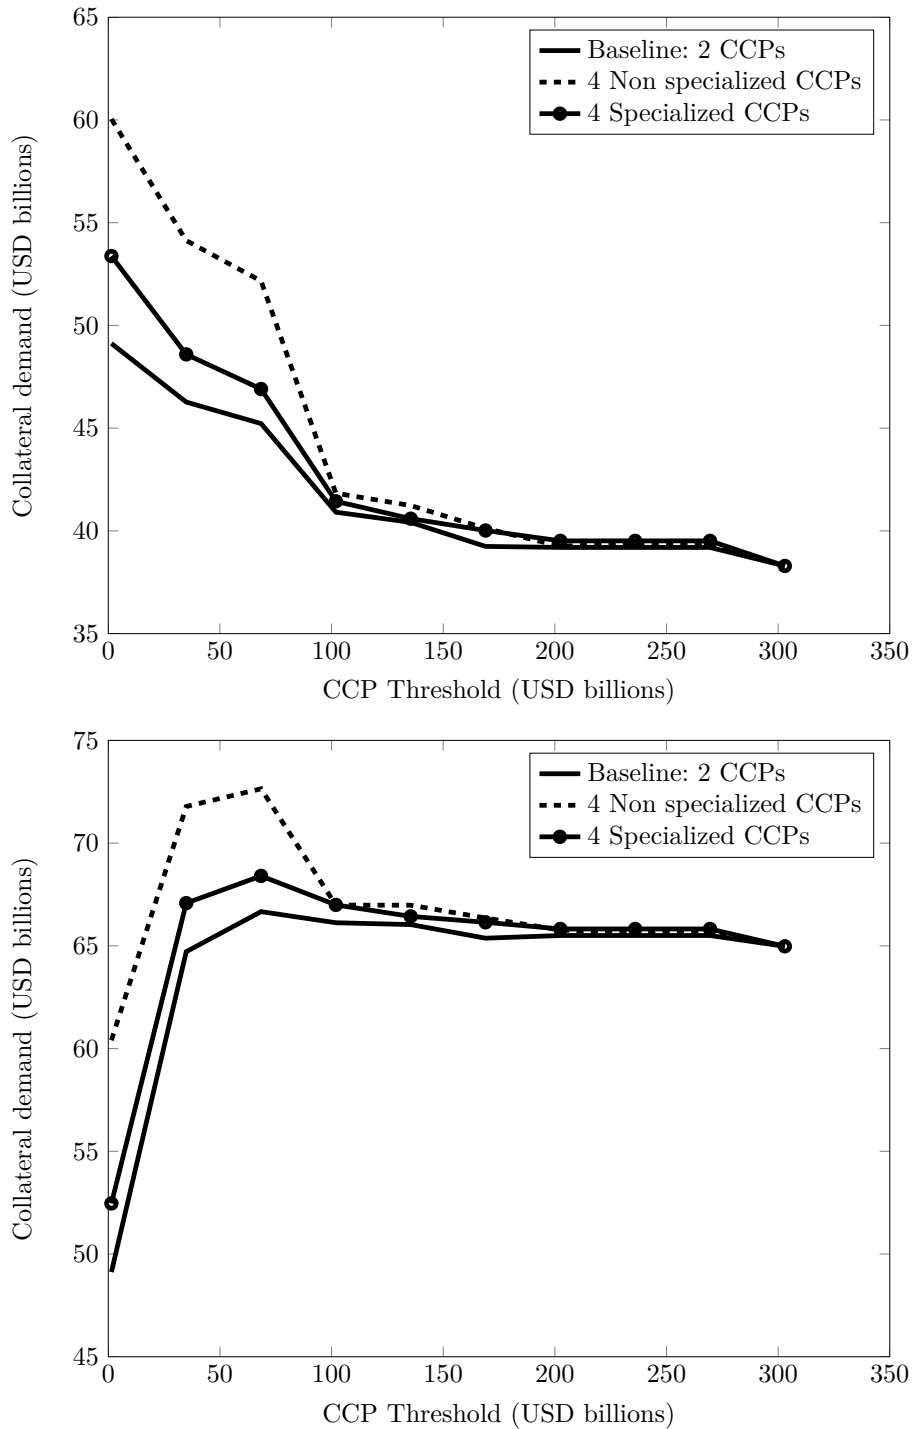 65
60
55
50
45
40
35
Collateral demand (USD billions)
Baseline: 2 CCPs
4 Non specialized CCPs
4 Specialized CCPs
0 50 100 150 200 250 300 350
CCP Threshold (USD billions)
75
70
65
60
55
50
45
Collateral demand (USD billions)
Baseline: 2 CCPs
4 Non specialized CCPs
4 Specialized CCPs
0 50 100 150 200 250 300 350
CCP Threshold (USD billions)